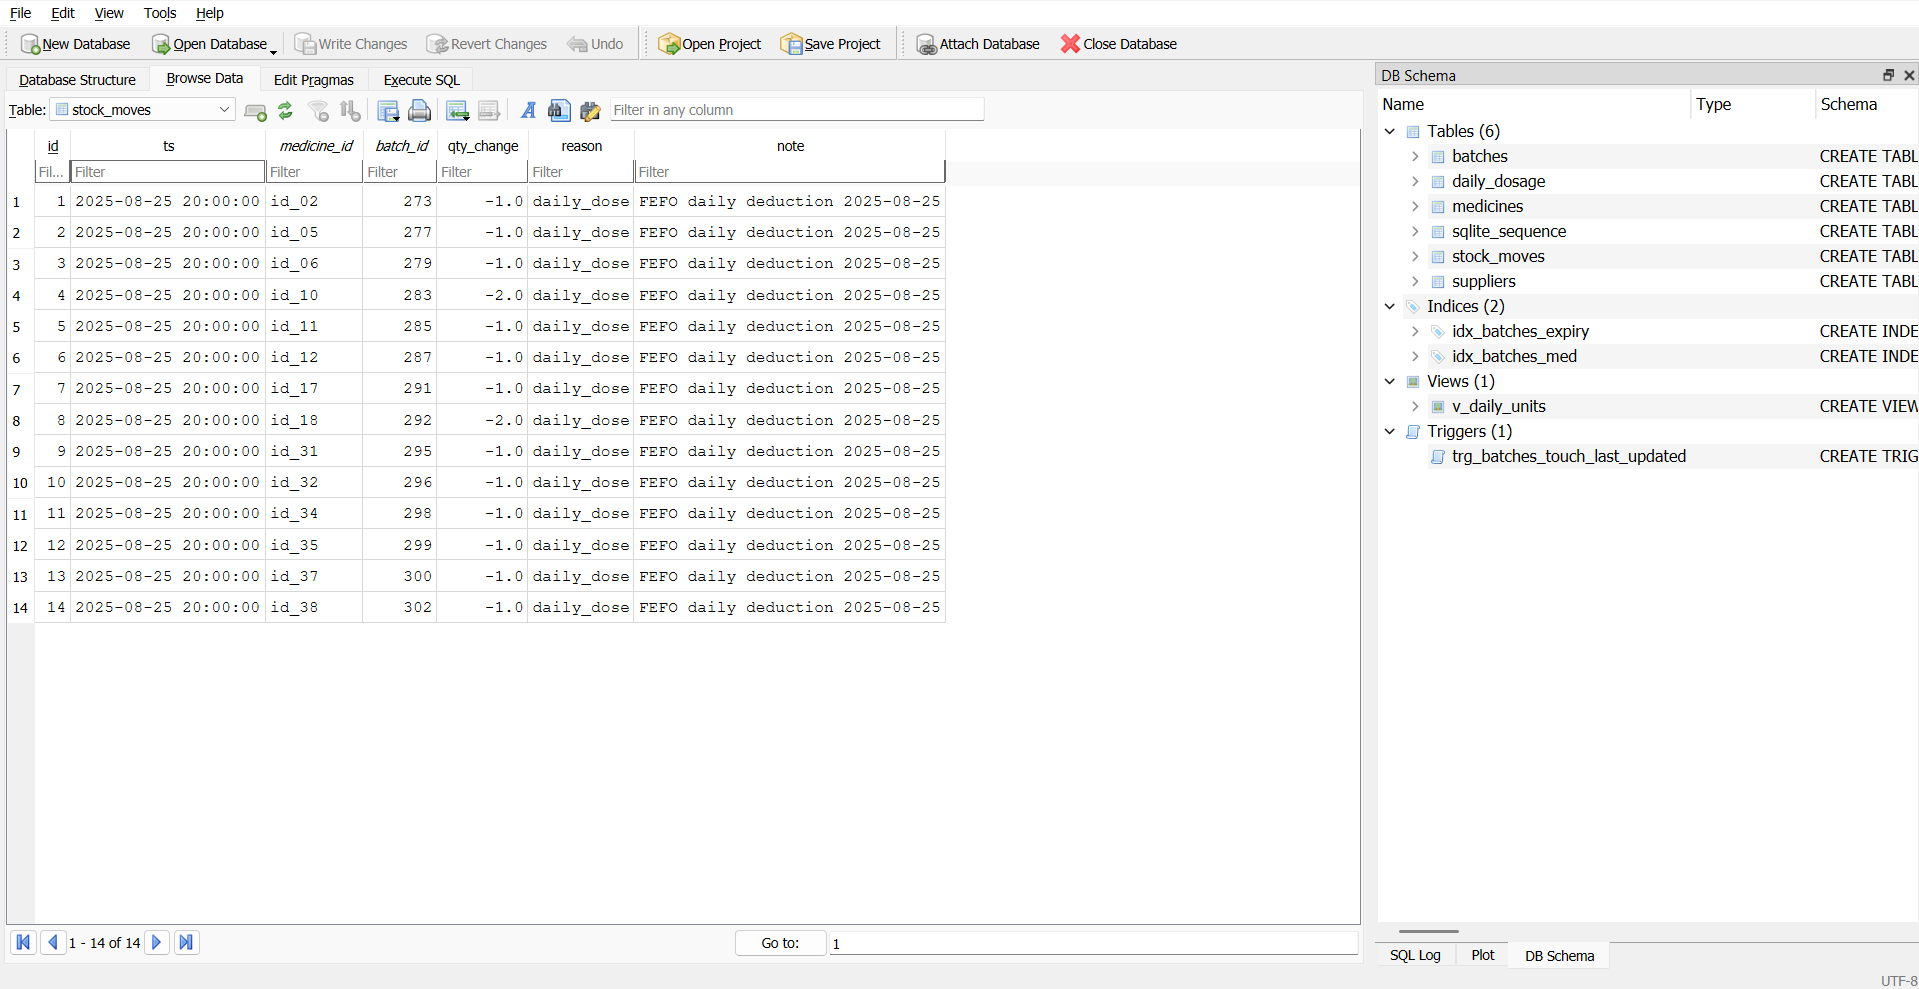 File Edit View Tools Help
New Database Open Database Write Changes Revert Changes Undo Open Project Save Project Attach Database Close Database
Database Structure Browse Data Edit Pragmas Execute SQL
Table: stock_moves Filter in any column
id ts medicine_id batch_id qty_change reason note
Fil... Filter Filter Filter Filter Filter Filter
1 1 2025-08-25 20:00:00 id_02 273 -1.0 daily_dose FEFO daily deduction 2025-08-25
2 2 2025-08-25 20:00:00 id_05 277 -1.0 daily_dose FEFO daily deduction 2025-08-25
3 3 2025-08-25 20:00:00 id_06 279 -1.0 daily_dose FEFO daily deduction 2025-08-25
4 4 2025-08-25 20:00:00 id_10 283 -2.0 daily_dose FEFO daily deduction 2025-08-25
5 5 2025-08-25 20:00:00 id_11 285 -1.0 daily_dose FEFO daily deduction 2025-08-25
6 6 2025-08-25 20:00:00 id_12 287 -1.0 daily_dose FEFO daily deduction 2025-08-25
7 7 2025-08-25 20:00:00 id_17 291 -1.0 daily_dose FEFO daily deduction 2025-08-25
8 8 2025-08-25 20:00:00 id_18 292 -2.0 daily_dose FEFO daily deduction 2025-08-25
9 9 2025-08-25 20:00:00 id_31 295 -1.0 daily_dose FEFO daily deduction 2025-08-25
10 10 2025-08-25 20:00:00 id_32 296 -1.0 daily_dose FEFO daily deduction 2025-08-25
11 11 2025-08-25 20:00:00 id_34 298 -1.0 daily_dose FEFO daily deduction 2025-08-25
12 12 2025-08-25 20:00:00 id_35 299 -1.0 daily_dose FEFO daily deduction 2025-08-25
13 13 2025-08-25 20:00:00 id_37 300 -1.0 daily_dose FEFO daily deduction 2025-08-25
14 14 2025-08-25 20:00:00 id_38 302 -1.0 daily_dose FEFO daily deduction 2025-08-25
1 - 14 of 14 Go to: 1
DB Schema
Name Type Schema
Tables (6)
batches CREATE TABL
daily_dosage CREATE TABL
medicines CREATE TABL
sqlite_sequence CREATE TABL
stock_moves CREATE TABL
suppliers CREATE TABL
Indices (2)
idx_batches_expiry CREATE INDE
idx_batches_med CREATE INDE
Views (1)
v_daily_units CREATE VIEW
Triggers (1)
trg_batches_touch_last_updated CREATE TRIG
SQL Log Plot DB Schema
UTF-8